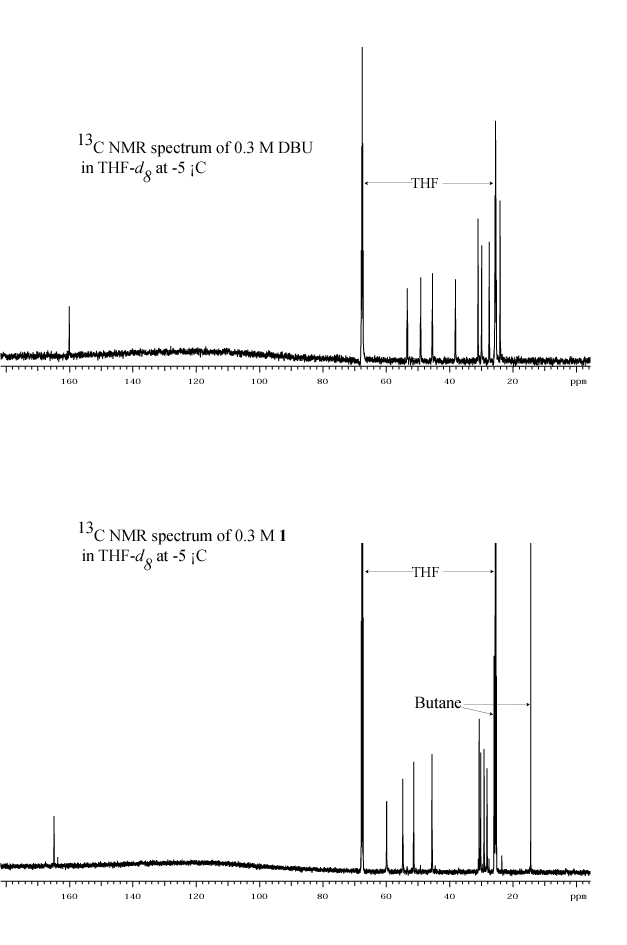 13C NMR spectrum of 0.3 M DBU
in THF-d8 at -5 ¡C
THF
160 140 120 100 80 60 40 20 ppm
13C NMR spectrum of 0.3 M 1
in THF-d8 at -5 ¡C
THF
Butane
160 140 120 100 80 60 40 20 ppm